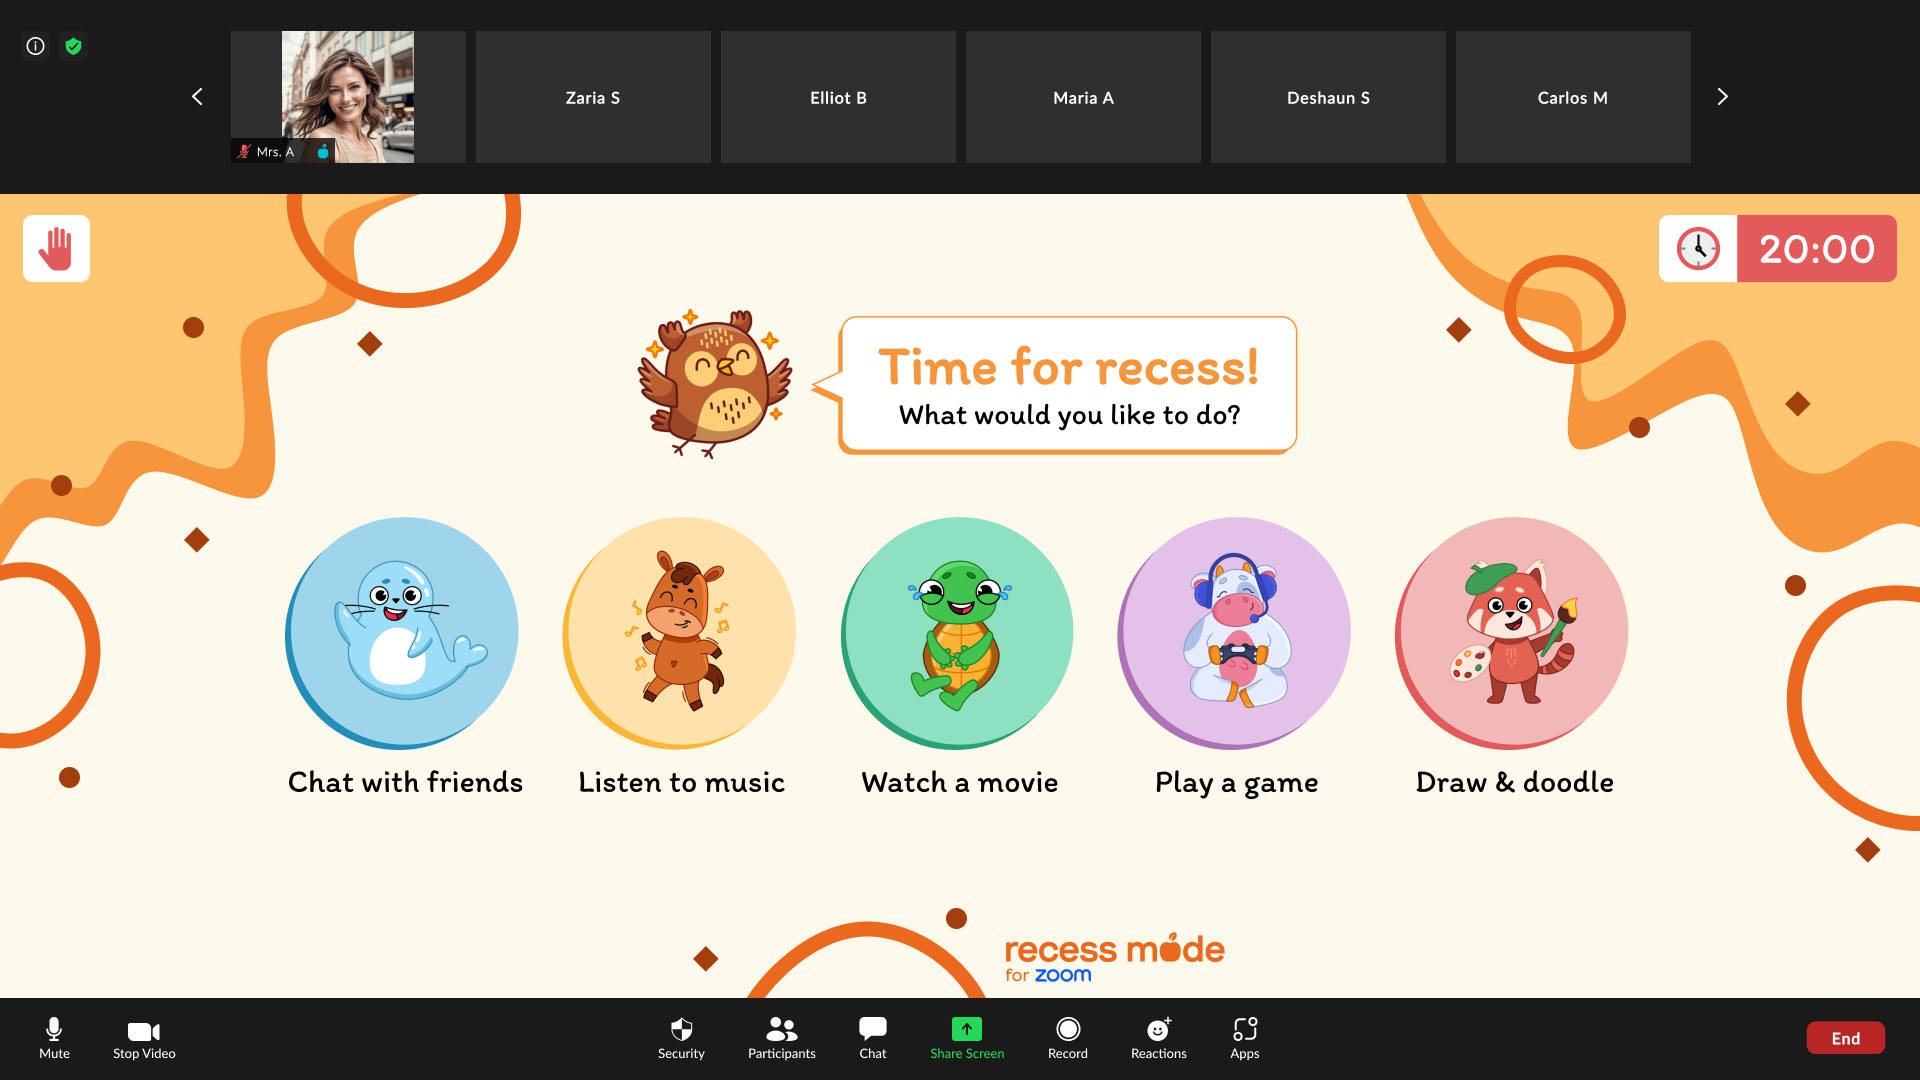 Zaria S
Elliot B
Maria A
Deshaun S
Carlos M
Mrs. A
20:00
Time for recess!
What would you like to do?
Chat with friends
Listen to music
Watch a movie
Play a game
Draw & doodle
recess mode
for zoom
Mute
Stop Video
Security
Participants
Chat
Share Screen
Record
Reactions
Apps
End